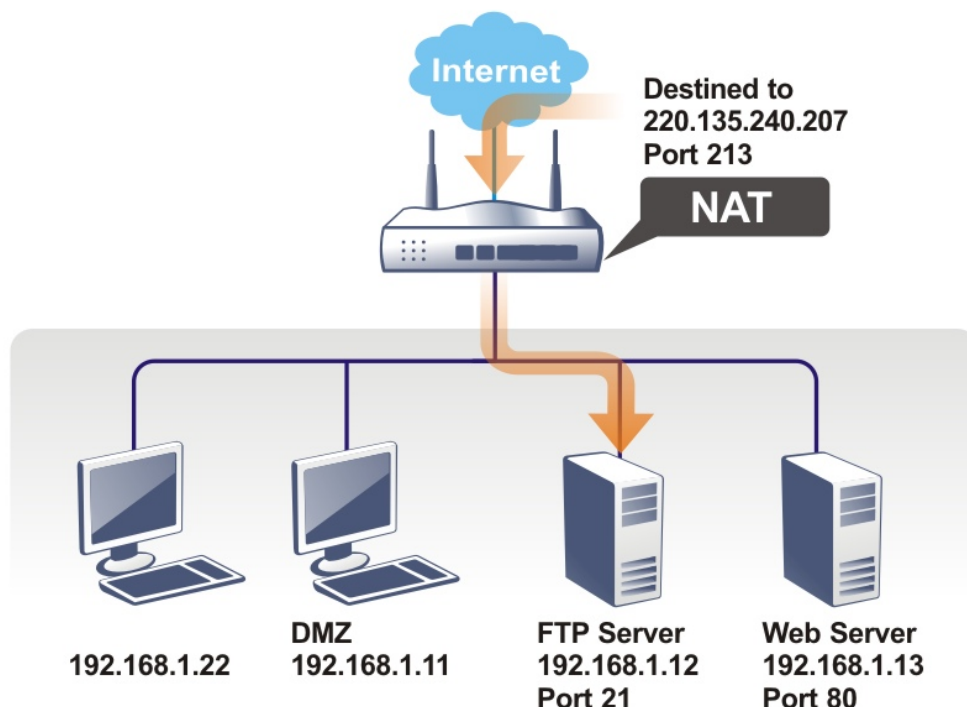 Internet
Destined to
220.135.240.207
Port 213
NAT
192.168.1.22
DMZ
192.168.1.11
FTP Server
192.168.1.12
Port 21
Web Server
192.168.1.13
Port 80